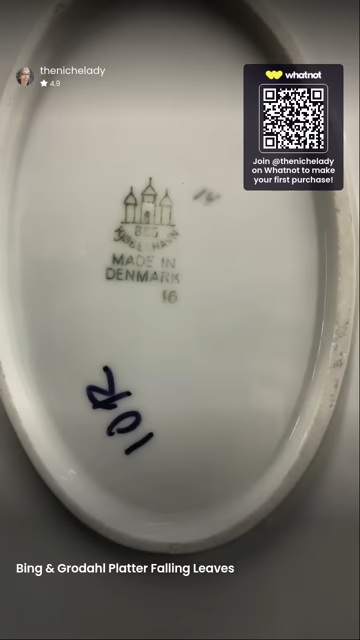 thenichelady
4.9
whatnot
Join @thenichelady
on Whatnot to make
your first purchase!
B&G
KJØBENHAVN
MADE IN
DENMARK
16
10R
Bing & Grodahl Platter Falling Leaves